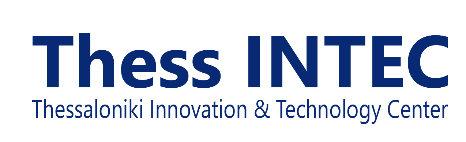 Thess INTEC
Thessaloniki Innovation & Technology Center